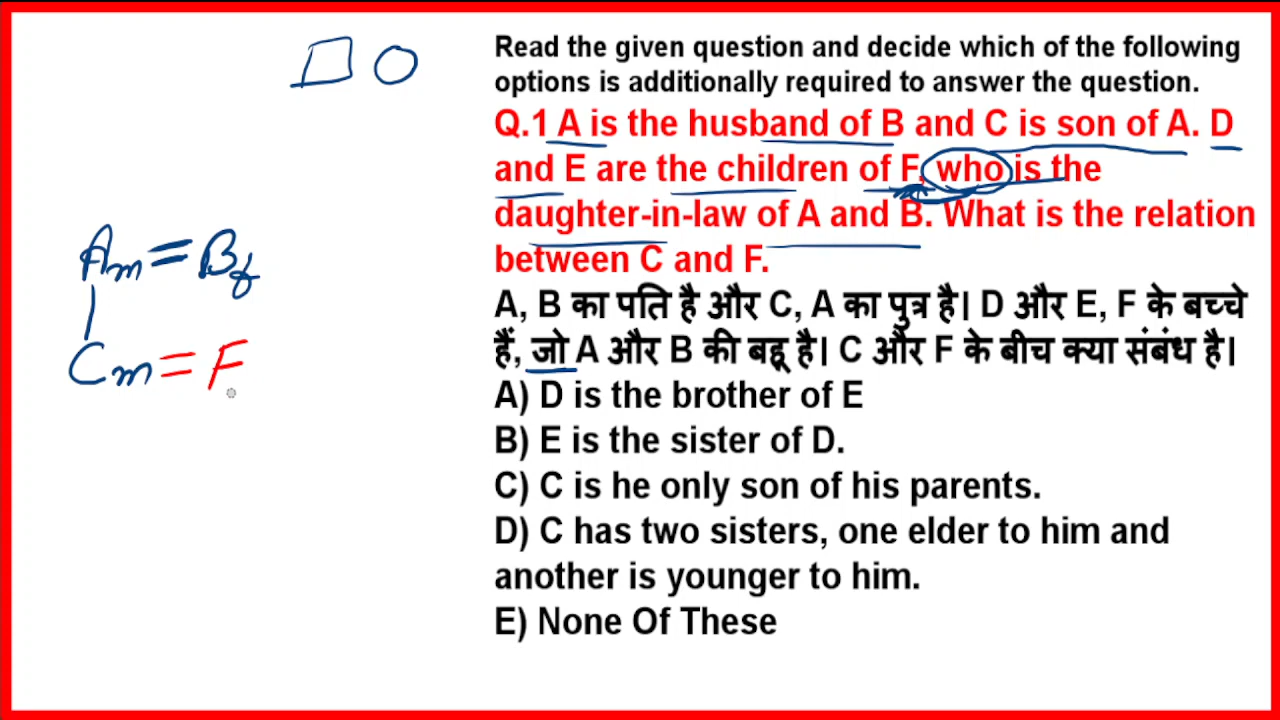 Read the given question and decide which of the following
options is additionally required to answer the question.
Q.1 A is the husband of B and C is son of A. D
and E are the children of F, who is the
daughter-in-law of A and B. What is the relation
between C and F.
A, B का पति है और C, A का पुत्र है। D और E, F के बच्चे
हैं, जो A और B की बहू है। C और F के बीच क्या संबंध है।
A) D is the brother of E
B) E is the sister of D.
C) C is he only son of his parents.
D) C has two sisters, one elder to him and
another is younger to him.
E) None Of These
Am = Bf
Cm = F